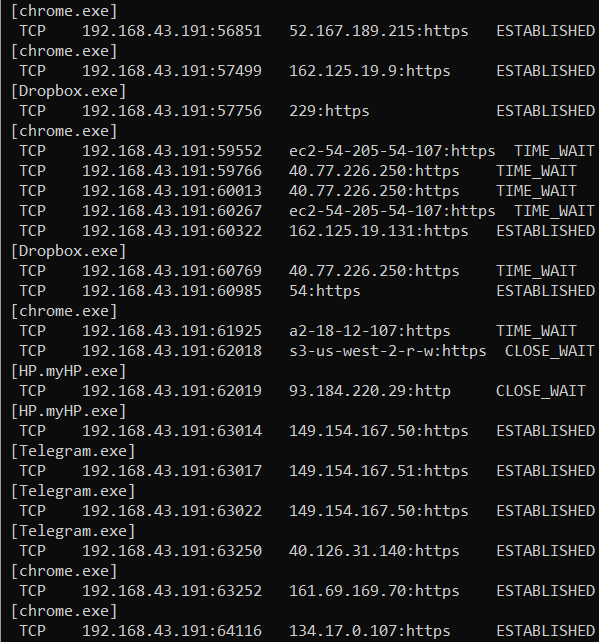 [chrome.exe]
TCP 192.168.43.191:56851 52.167.189.215:https ESTABLISHED
[chrome.exe]
TCP 192.168.43.191:57499 162.125.19.9:https ESTABLISHED
[Dropbox.exe]
TCP 192.168.43.191:57756 229:https ESTABLISHED
[chrome.exe]
TCP 192.168.43.191:59552 ec2-54-205-54-107:https TIME_WAIT
TCP 192.168.43.191:59766 40.77.226.250:https TIME_WAIT
TCP 192.168.43.191:60013 40.77.226.250:https TIME_WAIT
TCP 192.168.43.191:60267 ec2-54-205-54-107:https TIME_WAIT
TCP 192.168.43.191:60322 162.125.19.131:https ESTABLISHED
[Dropbox.exe]
TCP 192.168.43.191:60769 40.77.226.250:https TIME_WAIT
TCP 192.168.43.191:60985 54:https ESTABLISHED
[chrome.exe]
TCP 192.168.43.191:61925 a2-18-12-107:https TIME_WAIT
TCP 192.168.43.191:62018 s3-us-west-2-r-w:https CLOSE_WAIT
[HP.myHP.exe]
TCP 192.168.43.191:62019 93.184.220.29:http CLOSE_WAIT
[HP.myHP.exe]
TCP 192.168.43.191:63014 149.154.167.50:https ESTABLISHED
[Telegram.exe]
TCP 192.168.43.191:63017 149.154.167.51:https ESTABLISHED
[Telegram.exe]
TCP 192.168.43.191:63022 149.154.167.50:https ESTABLISHED
[Telegram.exe]
TCP 192.168.43.191:63250 40.126.31.140:https ESTABLISHED
[chrome.exe]
TCP 192.168.43.191:63252 161.69.169.70:https ESTABLISHED
[chrome.exe]
TCP 192.168.43.191:64116 134.17.0.107:https ESTABLISHED